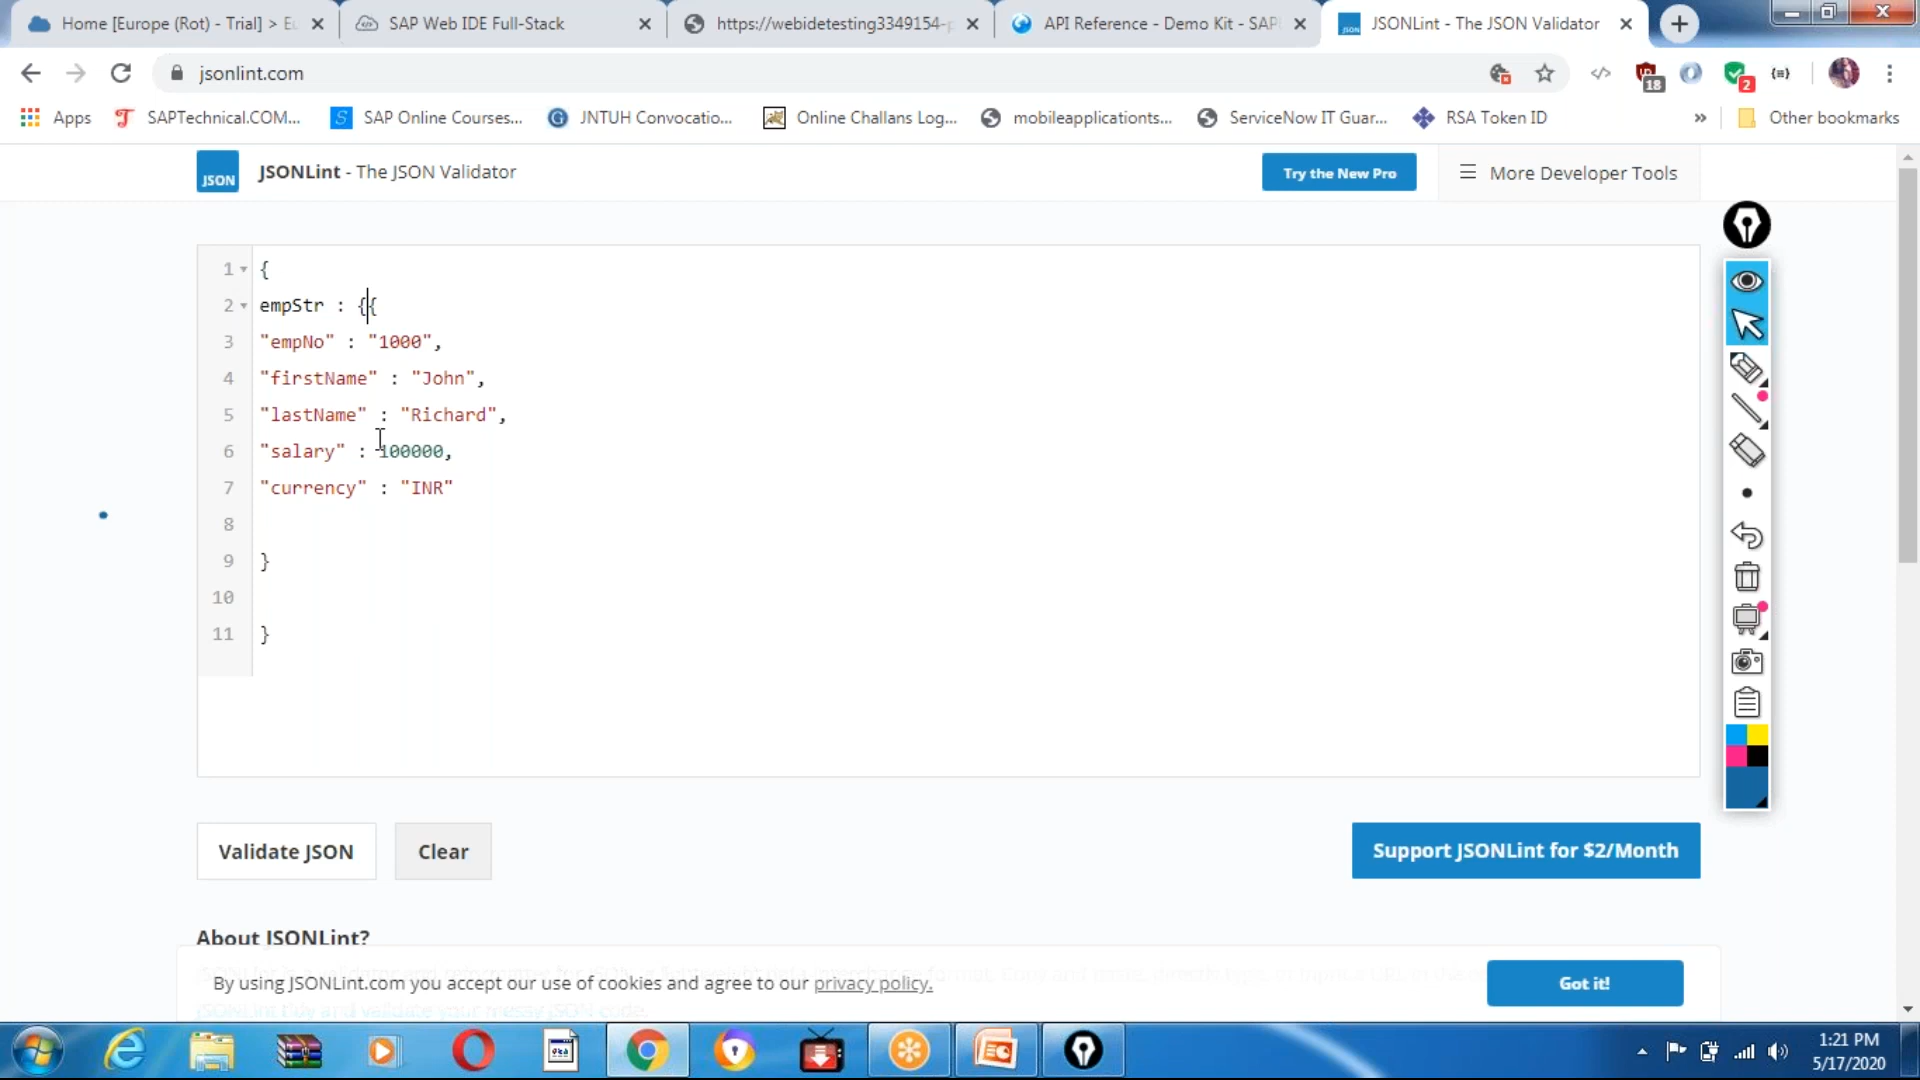 Home [Europe (Rot) - Trial] > Eu
SAP Web IDE Full-Stack
https://webidetesting3349154-p
API Reference - Demo Kit - SAPU
JSONLint - The JSON Validator
jsonlint.com
18
2
Apps
SAPTechnical.COM...
SAP Online Courses...
JNTUH Convocatio...
Online Challans Log...
mobileapplicationts...
ServiceNow IT Guar...
RSA Token ID
Other bookmarks
JSON
JSONLint - The JSON Validator
Try the New Pro
More Developer Tools
1 {
2 empStr : {{
3 "empNo" : "1000",
4 "firstName" : "John",
5 "lastName" : "Richard",
6 "salary" : 100000,
7 "currency" : "INR"
8
9 }
10
11 }
Validate JSON
Clear
Support JSONLint for $2/Month
About JSONLint?
By using JSONLint.com you accept our use of cookies and agree to our privacy policy.
Got it!
1:21 PM
5/17/2020